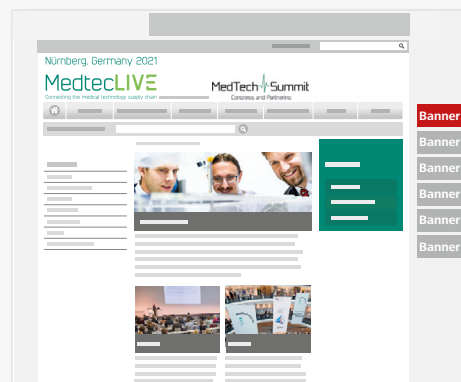 Nürnberg, Germany 2021
MedtecLIVE
Connecting the medical technology supply chain
MedTech Summit
Congress and Partnering
Banner
Banner
Banner
Banner
Banner
Banner